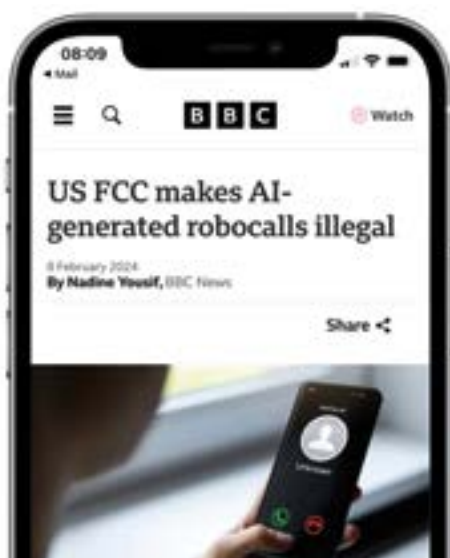 08:09
◀ Mail
BBC
Watch
US FCC makes AI-
generated robocalls illegal
8 February 2024
By Nadine Yousif, BBC News
Share
Unknown